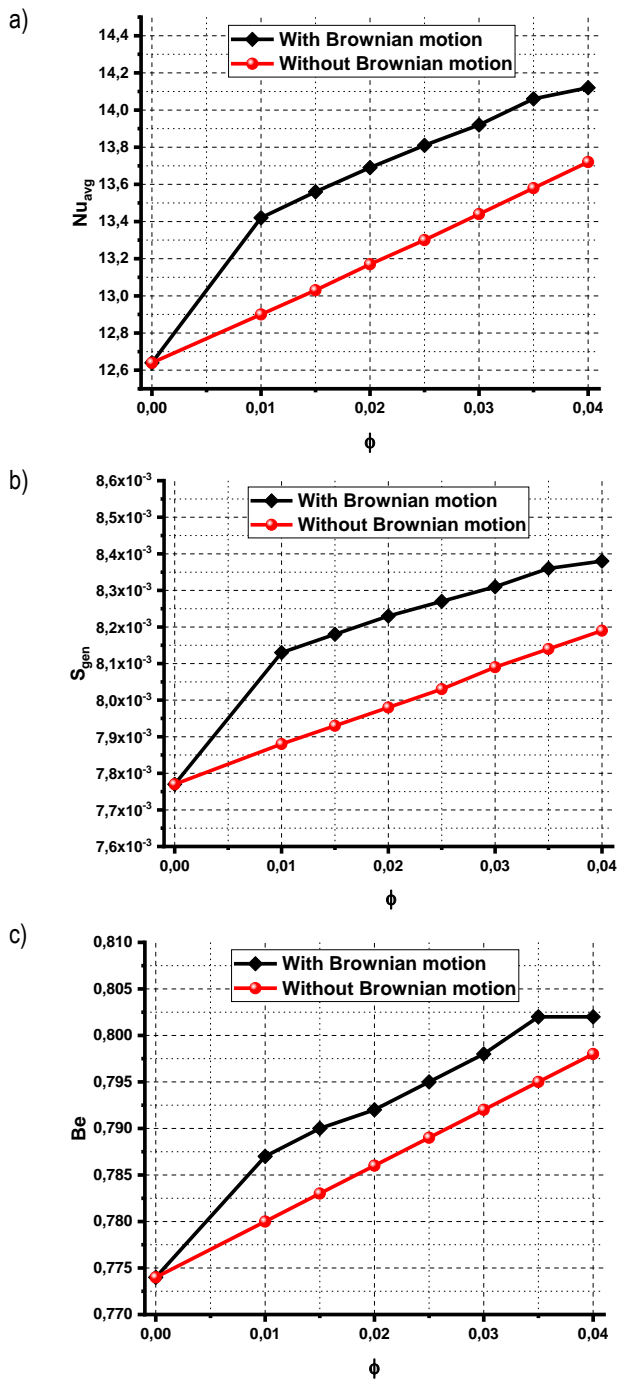 a)
14,4
14,2
14,0
13,8
13,6
13,4
13,2
13,0
12,8
12,6
Nu_avg
With Brownian motion
Without Brownian motion
0,00 0,01 0,02 0,03 0,04
ϕ
b)
8,6x10⁻³
8,5x10⁻³
8,4x10⁻³
8,3x10⁻³
8,2x10⁻³
8,1x10⁻³
8,0x10⁻³
7,9x10⁻³
7,8x10⁻³
7,7x10⁻³
7,6x10⁻³
S_gen
With Brownian motion
Without Brownian motion
0,00 0,01 0,02 0,03 0,04
ϕ
c)
0,810
0,805
0,800
0,795
0,790
0,785
0,780
0,775
0,770
Be
With Brownian motion
Without Brownian motion
0,00 0,01 0,02 0,03 0,04
ϕ